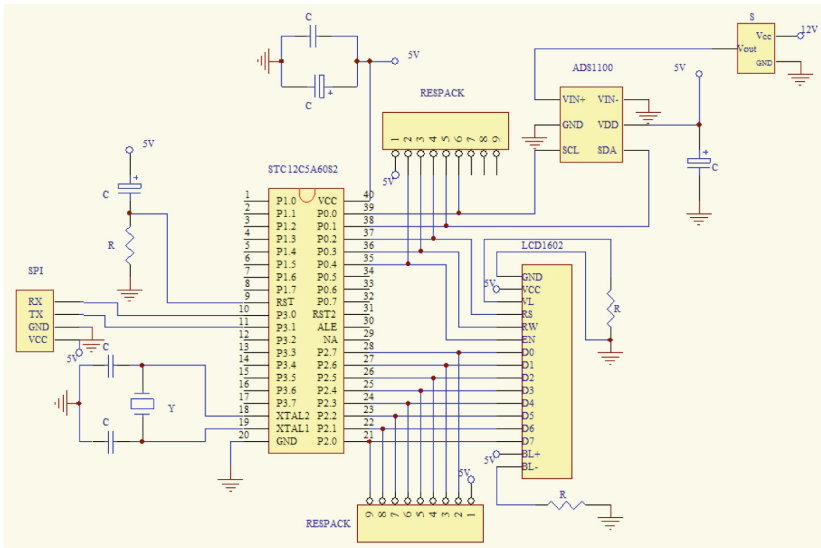 C
5V
C
S
Vcc
12V
Vout
GND
ADS1100
5V
VIN+ VIN-
GND VDD
SCL SDA
C
RESPACK
1 2 3 4 5 6 7 8 9
5V
5V
C
R
STC12C5A60S2
1 P1.0 VCC 40
2 P1.1 P0.0 39
3 P1.2 P0.1 38
4 P1.3 P0.2 37
5 P1.4 P0.3 36
6 P1.5 P0.4 35
7 P1.6 P0.5 34
8 P1.7 P0.6 33
9 RST P0.7 32
10 P3.0 RST2 31
11 P3.1 ALE 30
12 P3.2 NA 29
13 P3.3 P2.7 28
14 P3.4 P2.6 27
15 P3.5 P2.5 26
16 P3.6 P2.4 25
17 P3.7 P2.3 24
18 XTAL2 P2.2 23
19 XTAL1 P2.1 22
20 GND P2.0 21
SPI
RX
TX
GND
VCC
5V
C
Y
C
LCD1602
GND
VCC
VL
RS
RW
EN
D0
D1
D2
D3
D4
D5
D6
D7
BL+
BL-
5V
R
5V
R
5V
RESPACK
9 8 7 6 5 4 3 2 1